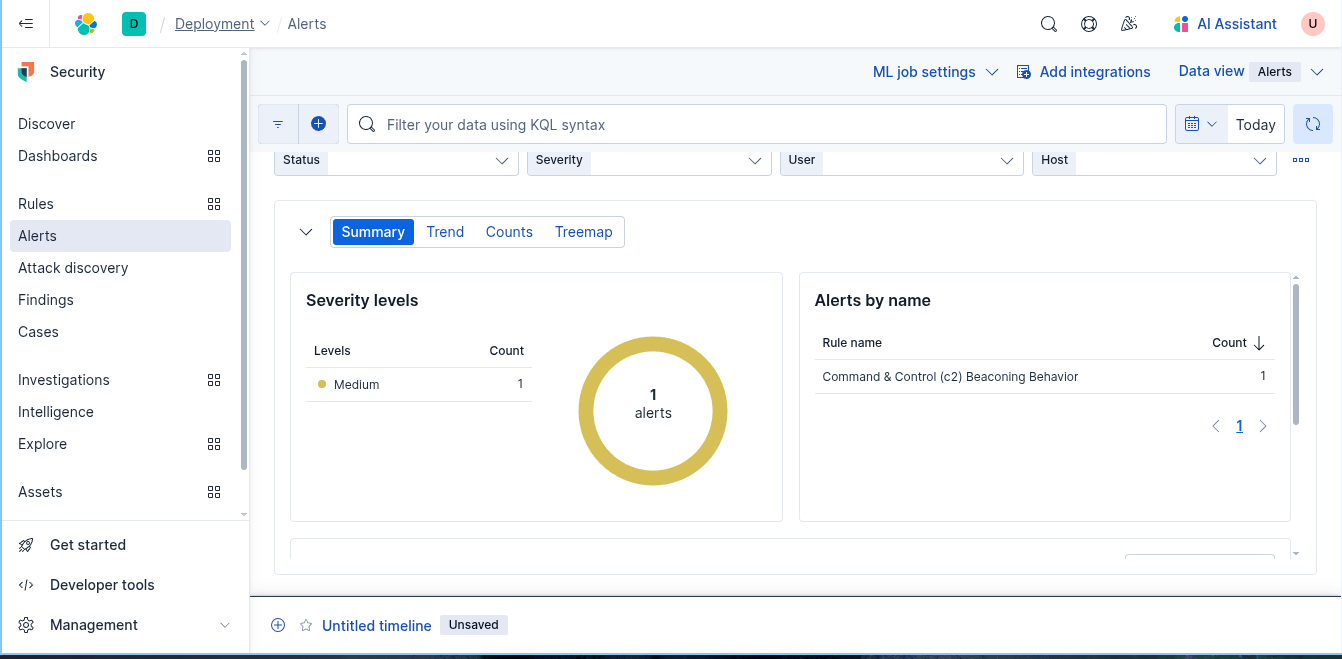 D / Deployment / Alerts
AI Assistant
U
Security
ML job settings
Add integrations
Data view Alerts
Discover
Dashboards
Rules
Alerts
Attack discovery
Findings
Cases
Investigations
Intelligence
Explore
Assets
Get started
Developer tools
Management
Filter your data using KQL syntax
Today
Status
Severity
User
Host
Summary Trend Counts Treemap
Severity levels
Levels Count
Medium 1
1
alerts
Alerts by name
Rule name Count
Command & Control (c2) Beaconing Behavior 1
1
Untitled timeline Unsaved